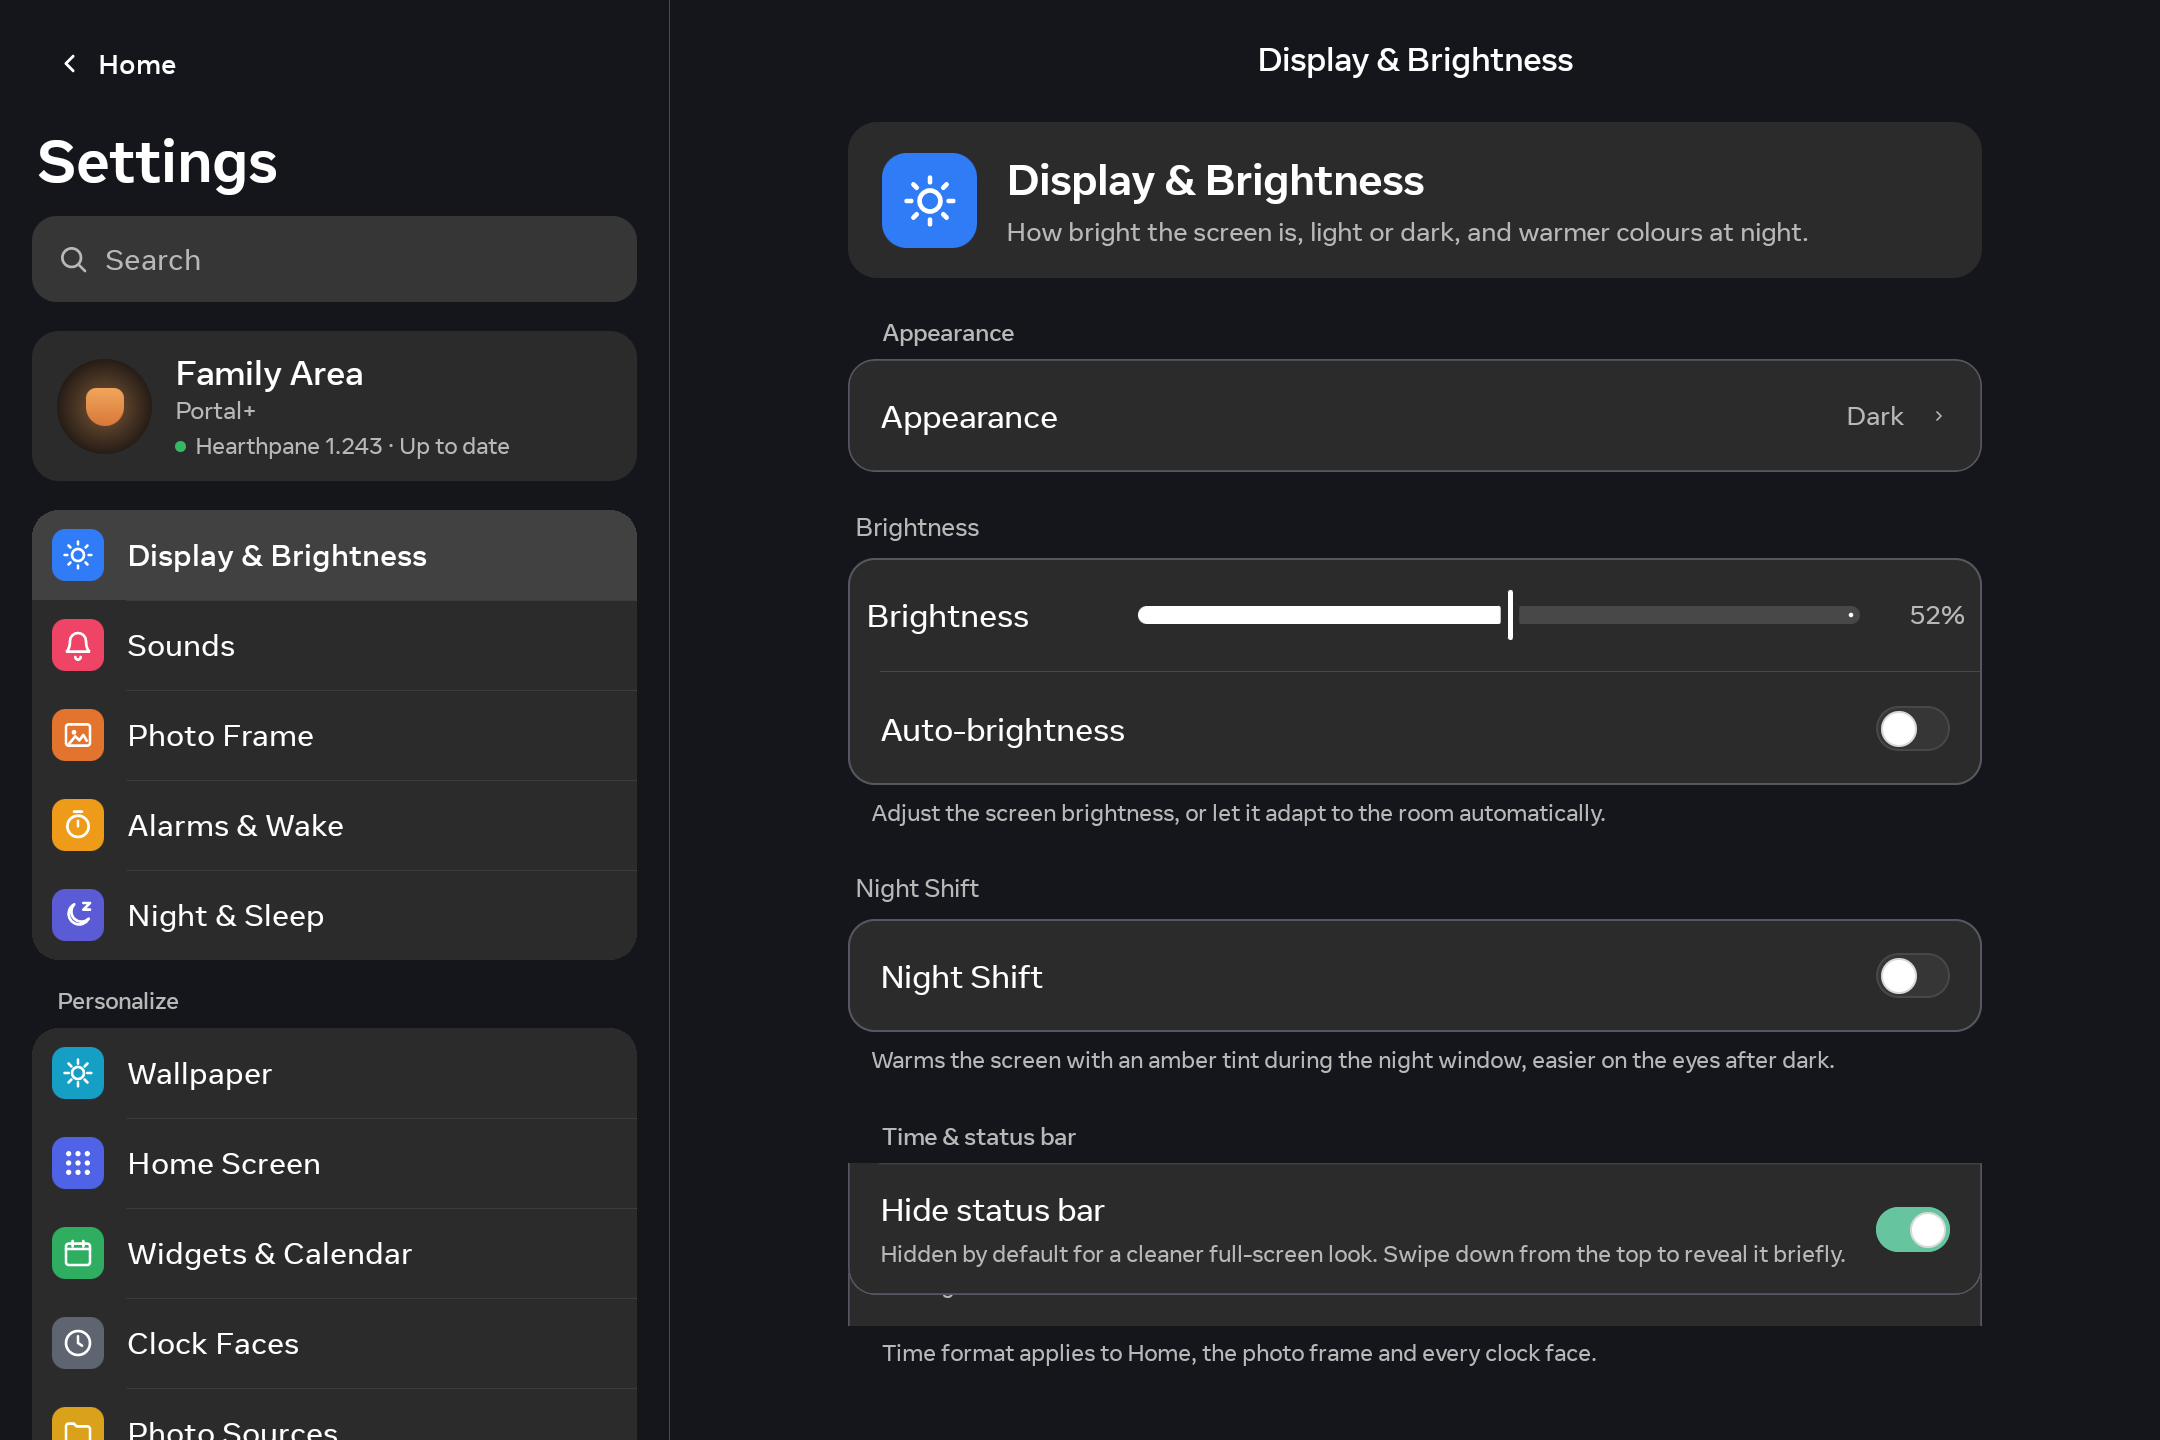 Home
Settings
Search
Family Area
Portal+
Hearthpane 1.243 · Up to date
Display & Brightness
Sounds
Photo Frame
Alarms & Wake
Night & Sleep
Personalize
Wallpaper
Home Screen
Widgets & Calendar
Clock Faces
Photo Sources
Display & Brightness
Display & Brightness
How bright the screen is, light or dark, and warmer colours at night.
Appearance
Appearance
Dark
Brightness
Brightness
52%
Auto-brightness
Adjust the screen brightness, or let it adapt to the room automatically.
Night Shift
Night Shift
Warms the screen with an amber tint during the night window, easier on the eyes after dark.
Time & status bar
Hide status bar
Hidden by default for a cleaner full-screen look. Swipe down from the top to reveal it briefly.
Time format applies to Home, the photo frame and every clock face.